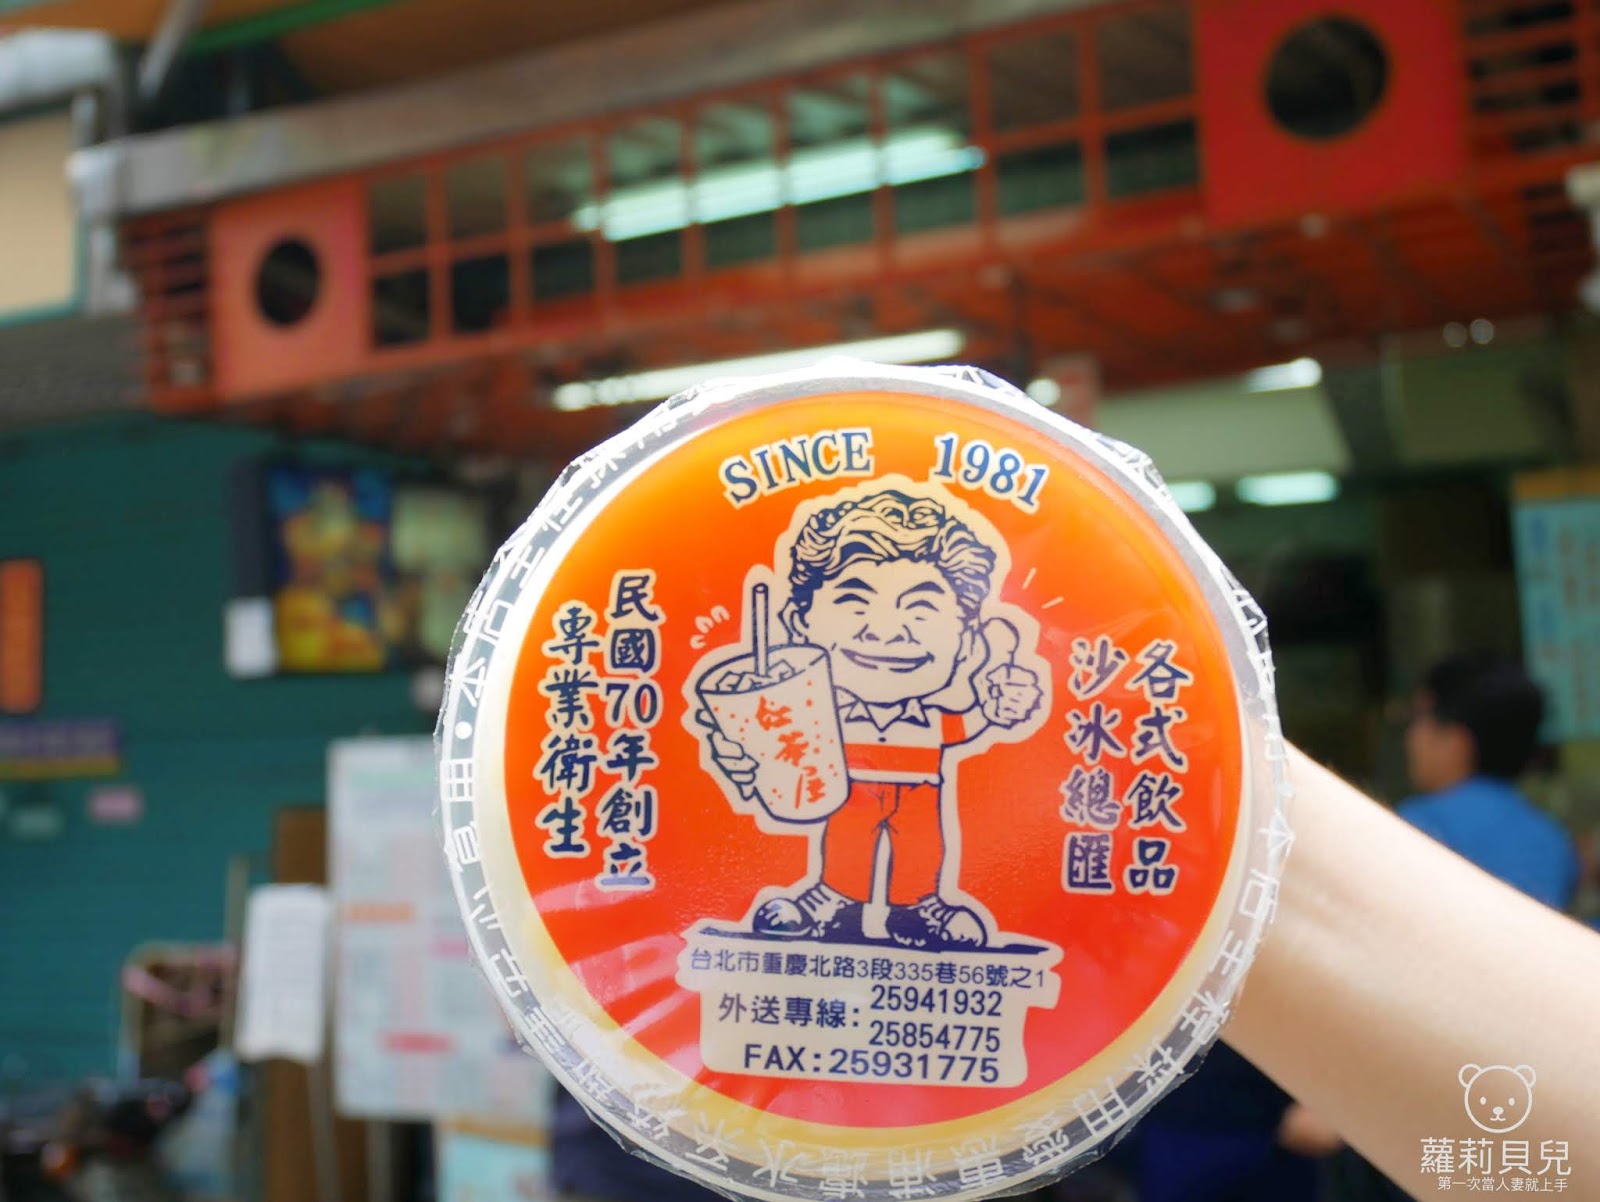 SINCE 1981
民國70年創立
專業衛生
各式飲品
沙冰總匯
紅茶屋
台北市重慶北路3段335巷56號之1
外送專線:25941932
25854775
FAX:25931775
蘿莉貝兒
第一次當人妻就上手